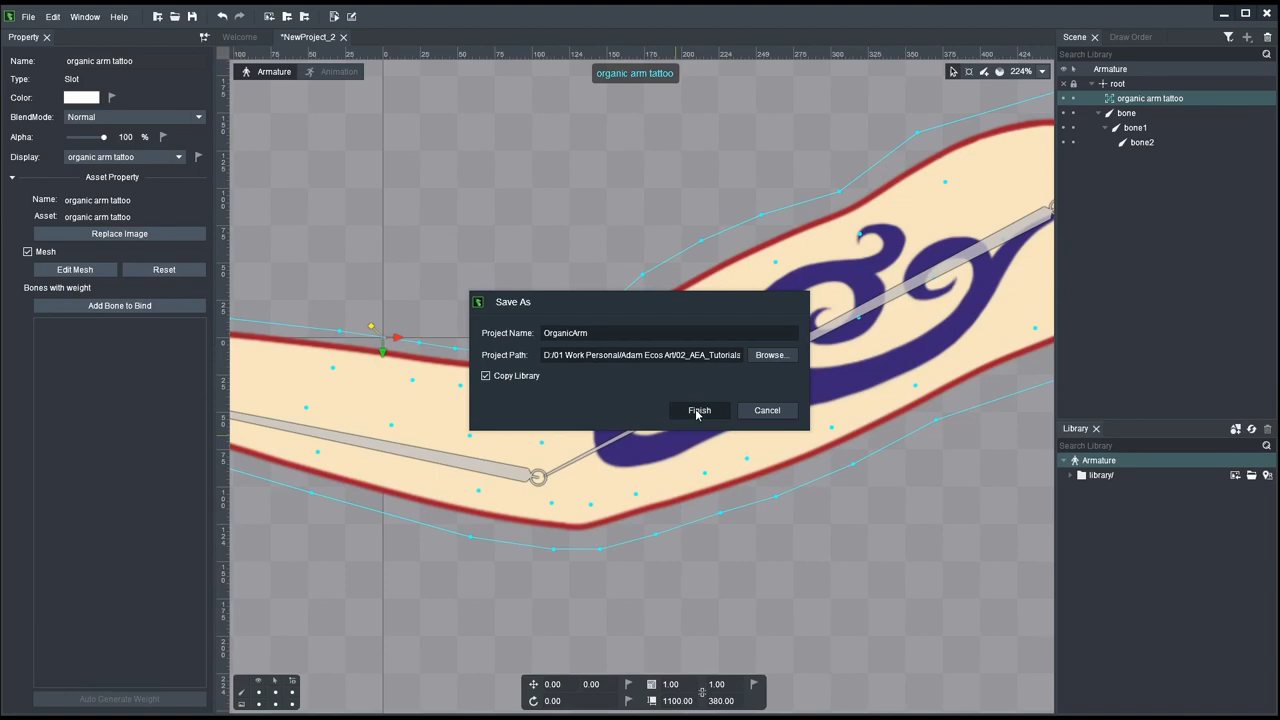 File Edit Window Help
Property
Welcome *NewProject_2
Scene Draw Order
Name: organic arm tattoo
Type: Slot
Color:
BlendMode: Normal
Alpha: 100 %
Display: organic arm tattoo
Asset Property
Name: organic arm tattoo
Asset: organic arm tattoo
Replace Image
Mesh
Edit Mesh Reset
Bones with weight
Add Bone to Bind
Auto Generate Weight
Armature Animation
organic arm tattoo
224%
Save As
Project Name: OrganicArm
Project Path: D:/01 Work Personal/Adam Ecos Art/02_AEA_Tutorials Browse...
Copy Library
Finish Cancel
0.00 0.00 1.00 1.00
0.00 1100.00 380.00
Search Library
Armature
root
organic arm tattoo
bone
bone1
bone2
Library
Search Library
Armature
library/